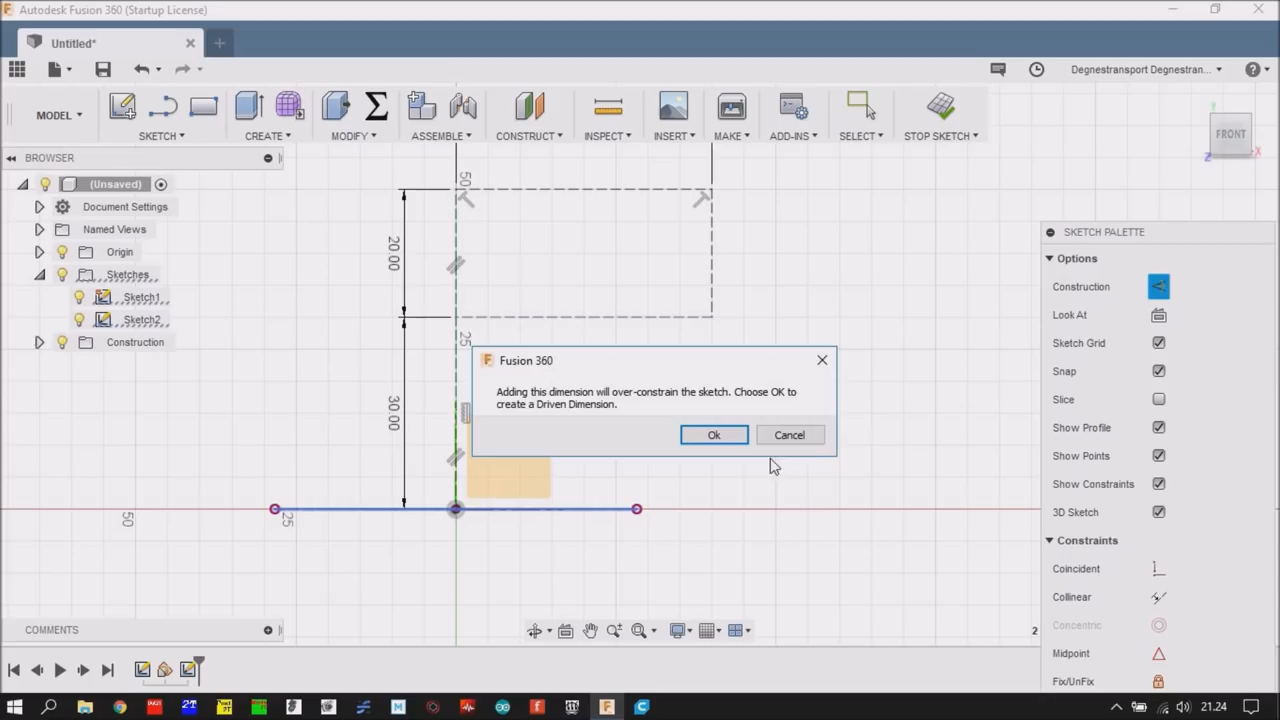 Autodesk Fusion 360 (Startup License)
Untitled*
Degnestransport Degnestran...
MODEL
SKETCH
CREATE
MODIFY
ASSEMBLE
CONSTRUCT
INSPECT
INSERT
MAKE
ADD-INS
SELECT
STOP SKETCH
FRONT
Y
X
Z
BROWSER
(Unsaved)
Document Settings
Named Views
Origin
Sketches
Sketch1
Sketch2
Construction
50
20.00
25
30.00
50
25
Fusion 360
Adding this dimension will over-constrain the sketch. Choose OK to
create a Driven Dimension.
Ok
Cancel
SKETCH PALETTE
Options
Construction
Look At
Sketch Grid
Snap
Slice
Show Profile
Show Points
Show Constraints
3D Sketch
Constraints
Coincident
Collinear
Concentric
Midpoint
Fix/UnFix
COMMENTS
2
21.24